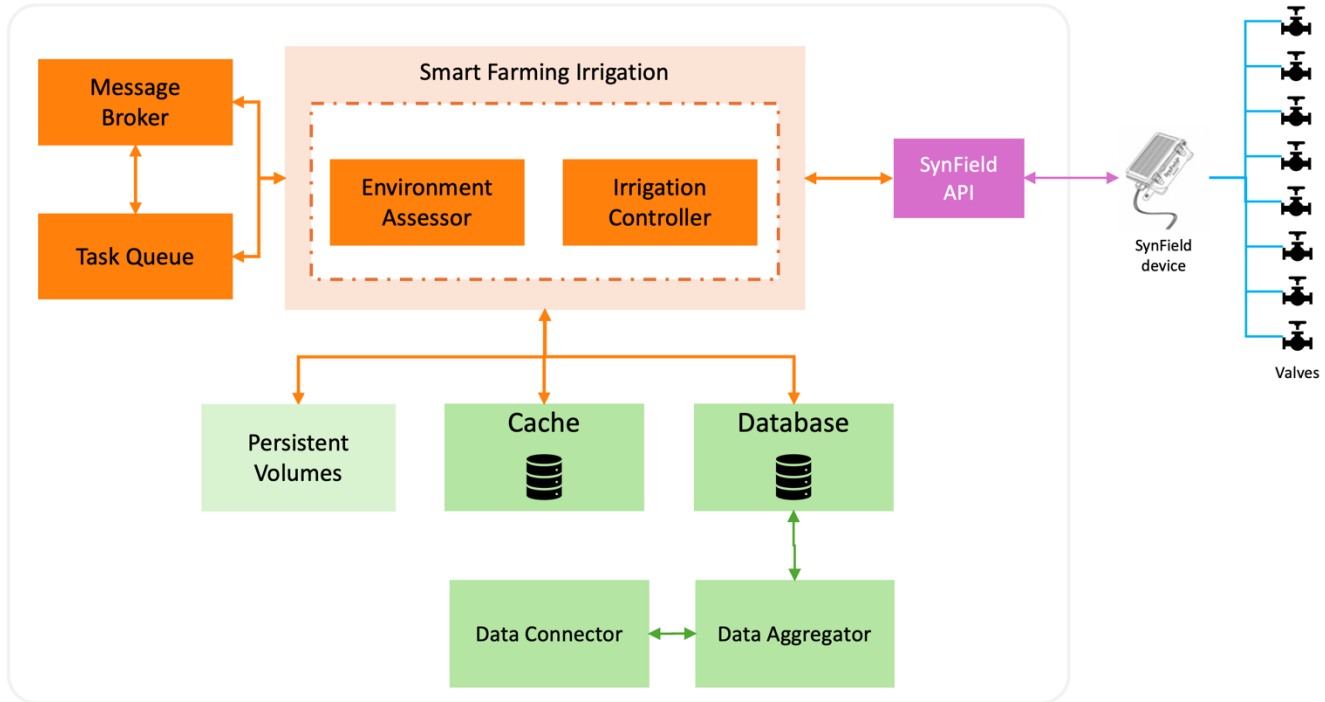 Smart Farming Irrigation
Message
Broker
Task Queue
Environment
Assessor
Irrigation
Controller
SynField
API
SynField
device
Valves
Persistent
Volumes
Cache
Database
Data Connector
Data Aggregator